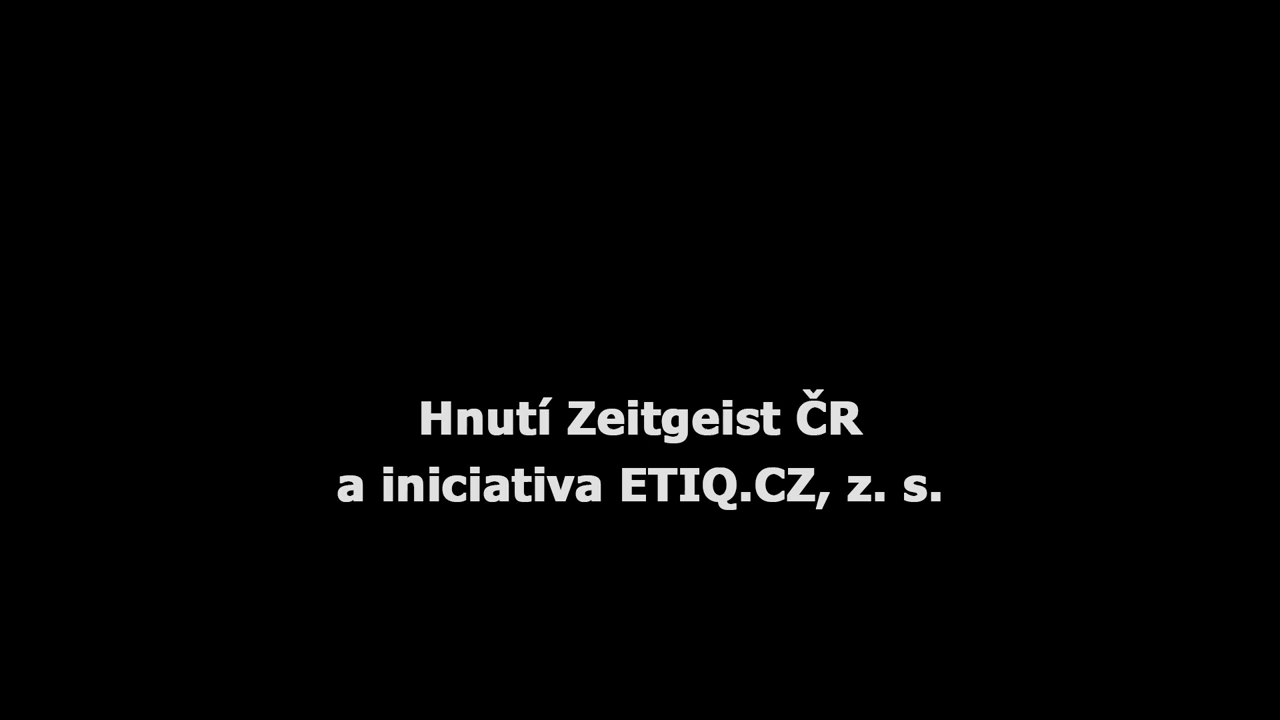 Hnutí Zeitgeist ČR
a iniciativa ETIQ.CZ, z. s.